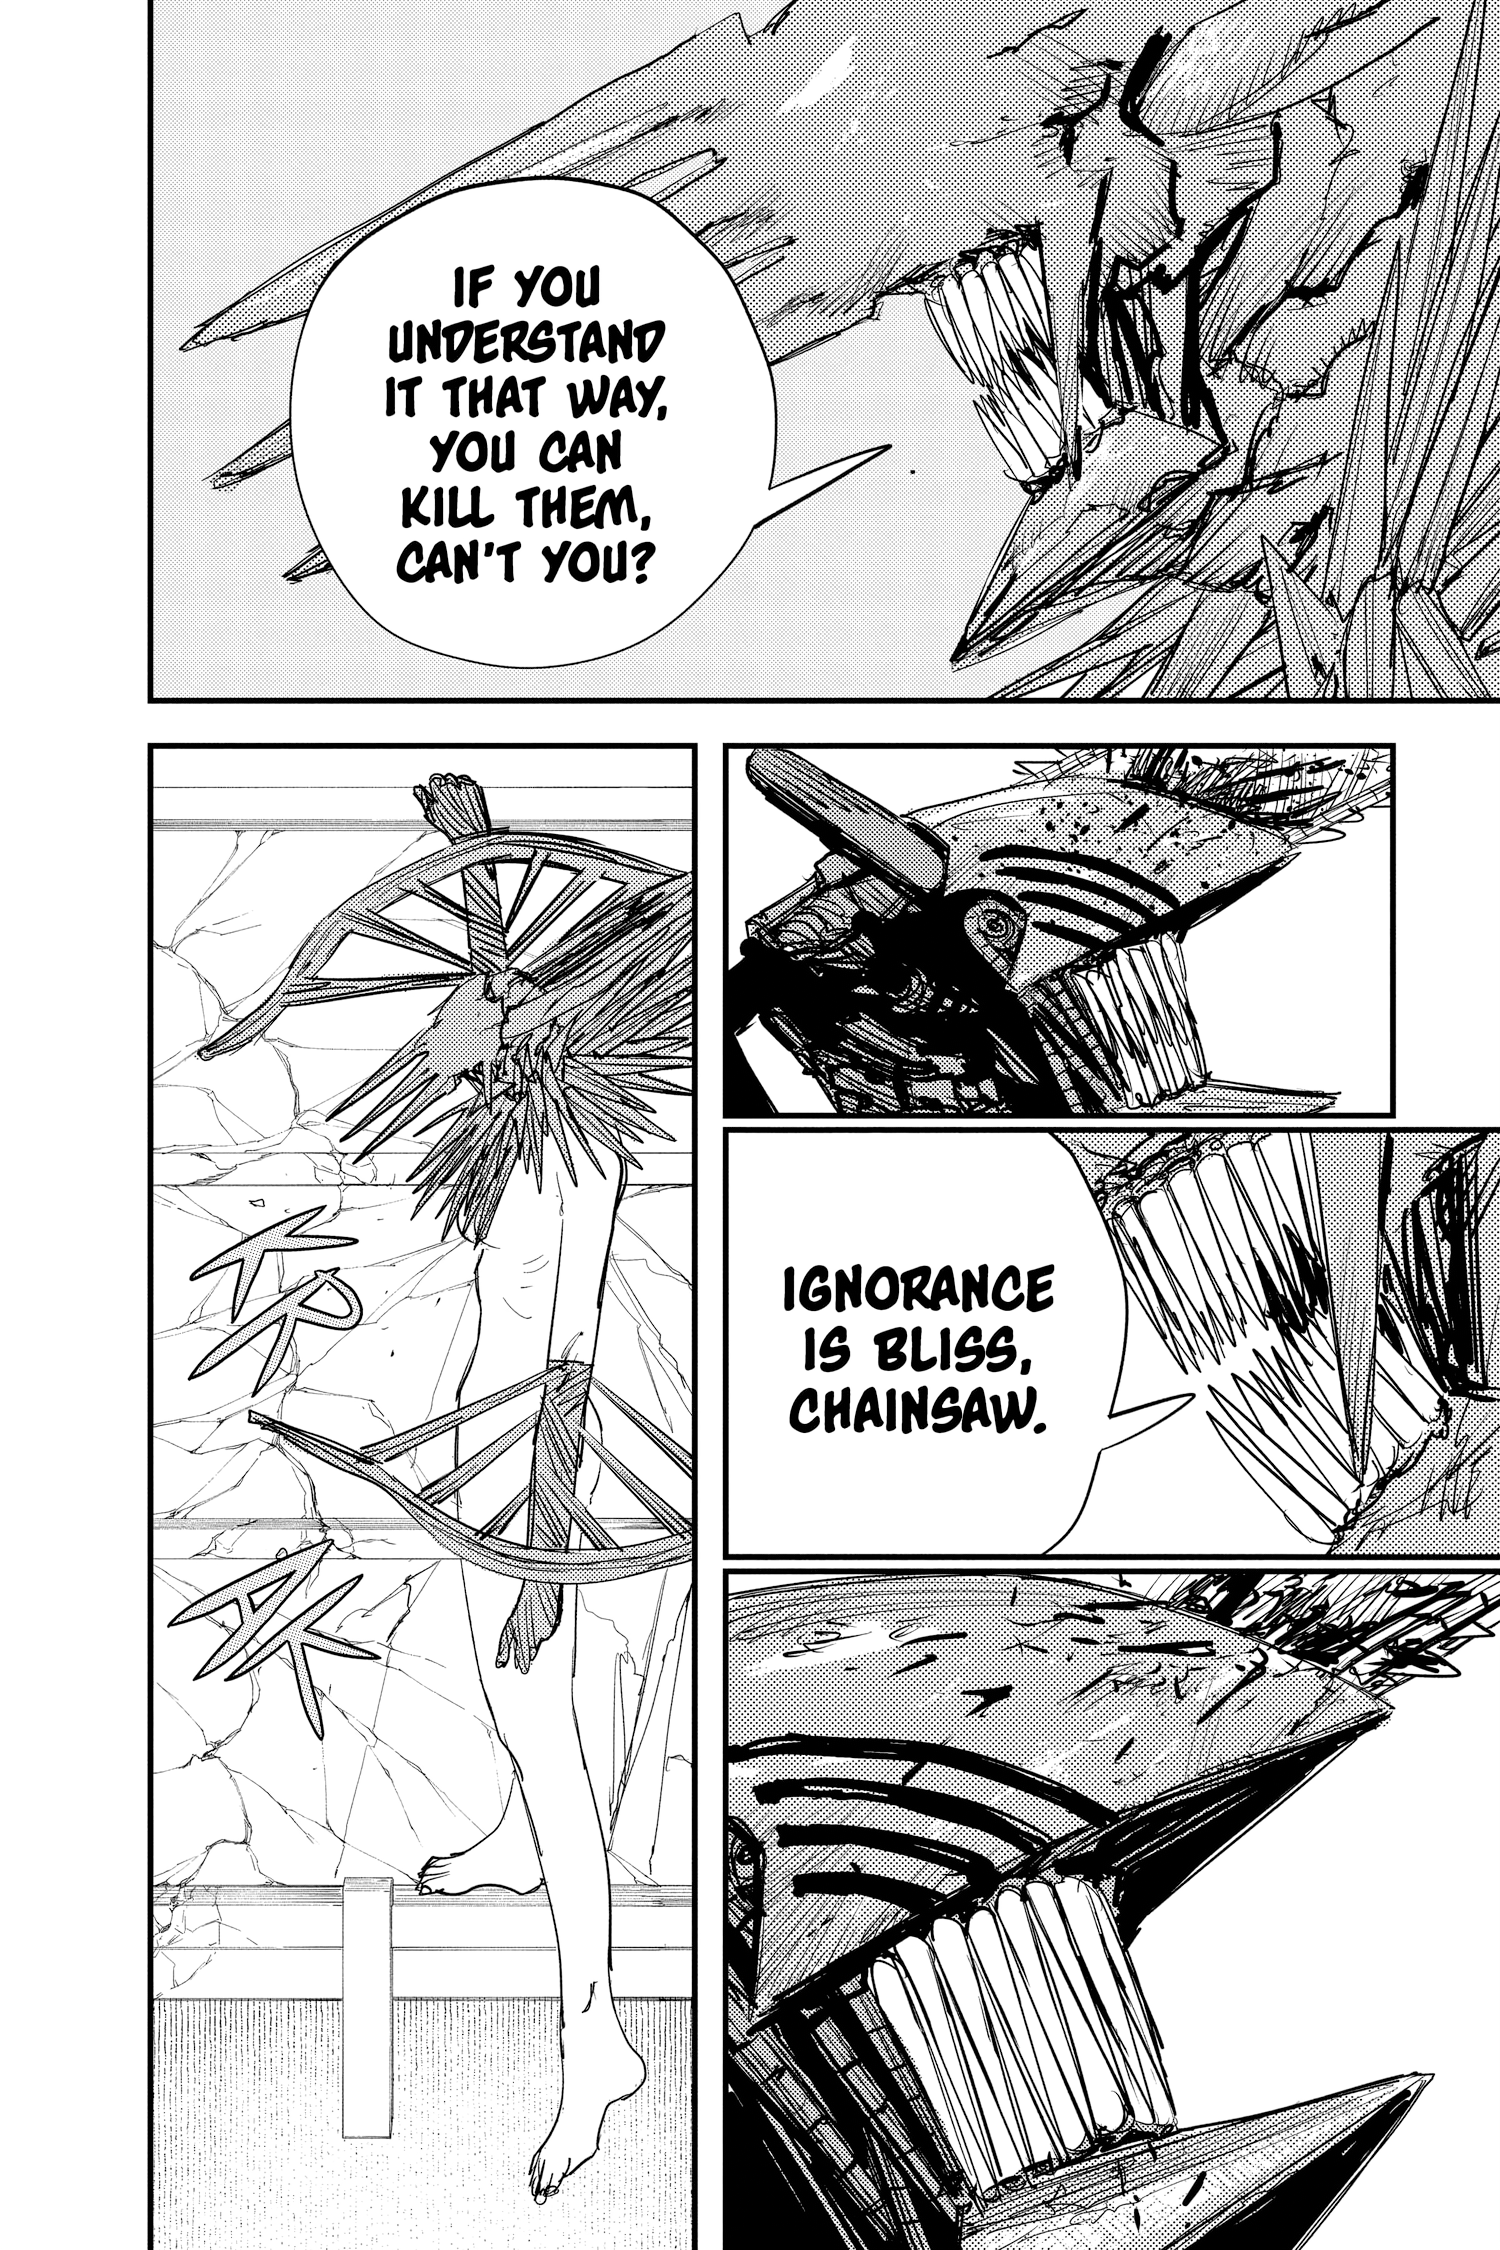 IF YOU
UNDERSTAND
IT THAT WAY,
YOU CAN
KILL THEM,
CAN'T YOU?
IGNORANCE
IS BLISS,
CHAINSAW.
KR
AK